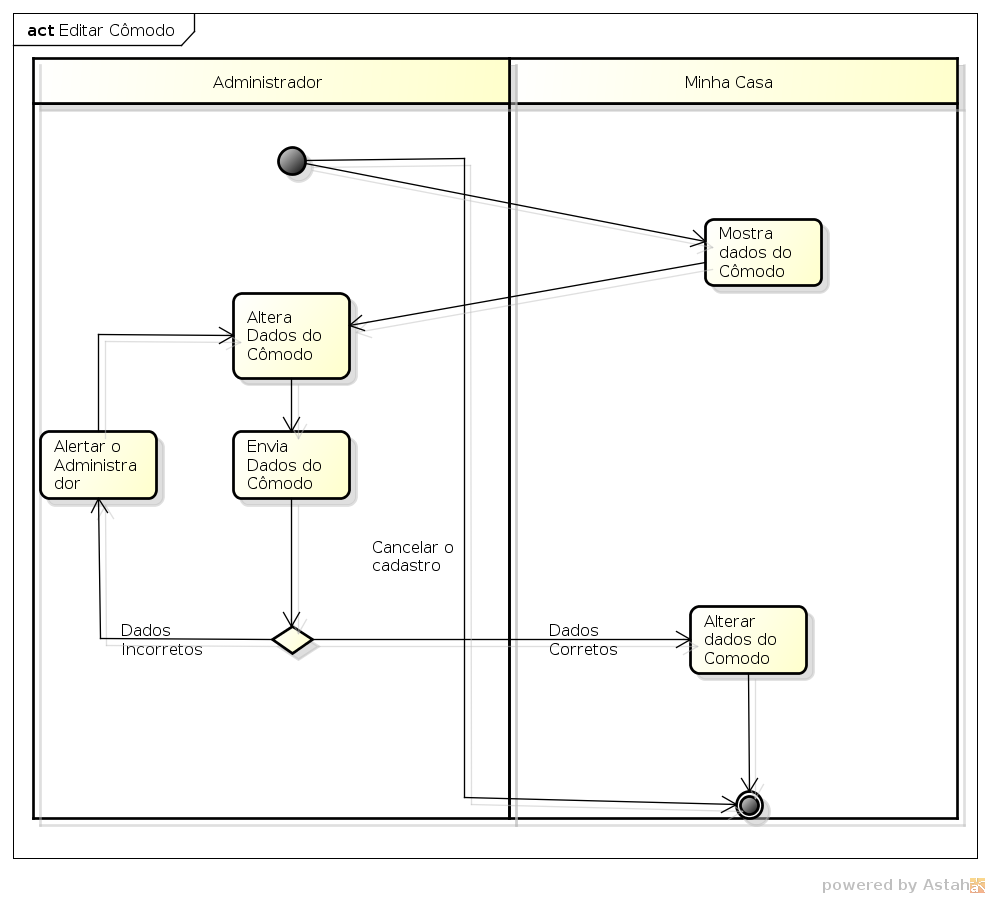 act Editar Cômodo
Administrador
Minha Casa
Mostra
dados do
Cômodo
Altera
Dados do
Cômodo
Alertar o
Administra
dor
Envia
Dados do
Cômodo
Cancelar o
cadastro
Dados
Incorretos
Dados
Corretos
Alterar
dados do
Comodo
powered by Astah